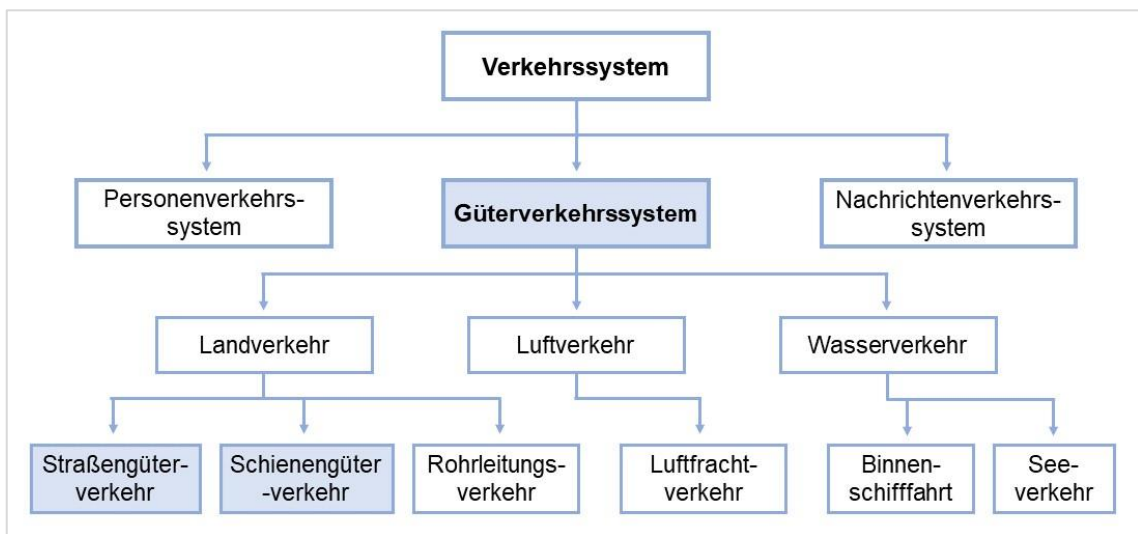 Verkehrssystem
Personenverkehrs-
system
Güterverkehrssystem
Nachrichtenverkehrs-
system
Landverkehr
Luftverkehr
Wasserverkehr
Straßengüter-
verkehr
Schienengüter
-verkehr
Rohrleitungs-
verkehr
Luftfracht-
verkehr
Binnen-
schifffahrt
See-
verkehr